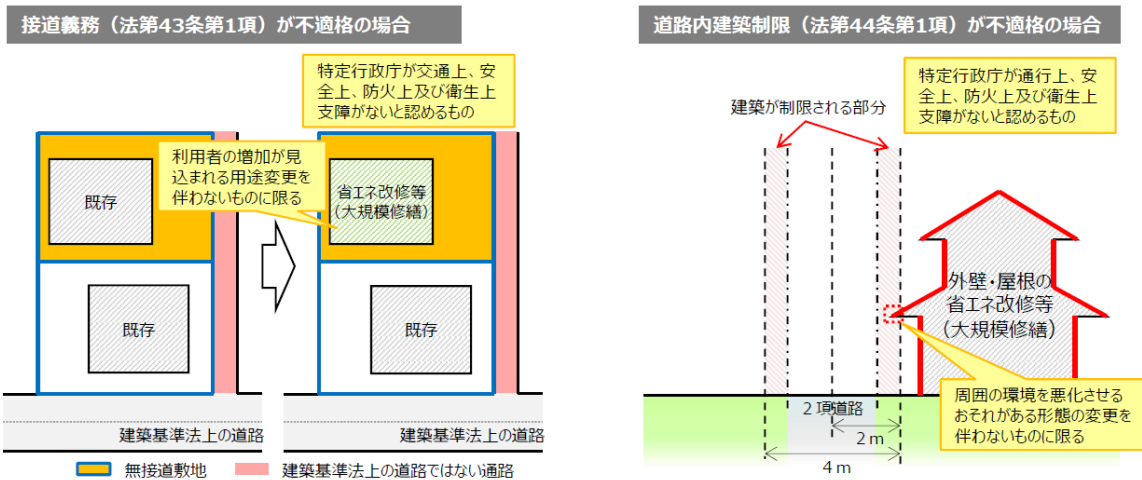 接道義務（法第43条第1項）が不適格の場合
特定行政庁が交通上、安
全上、防火上及び衛生上
支障がないと認めるもの
利用者の増加が見
込まれる用途変更を
伴わないものに限る
既存
省エネ改修等
（大規模修繕）
既存
既存
建築基準法上の道路
建築基準法上の道路
無接道敷地
建築基準法上の道路ではない通路
道路内建築制限（法第44条第1項）が不適格の場合
特定行政庁が通行上、安
全上、防火上及び衛生上
支障がないと認めるもの
建築が制限される部分
外壁・屋根の
省エネ改修等
（大規模修繕）
周囲の環境を悪化させる
おそれがある形態の変更を
伴わないものに限る
２項道路
2ｍ
4ｍ